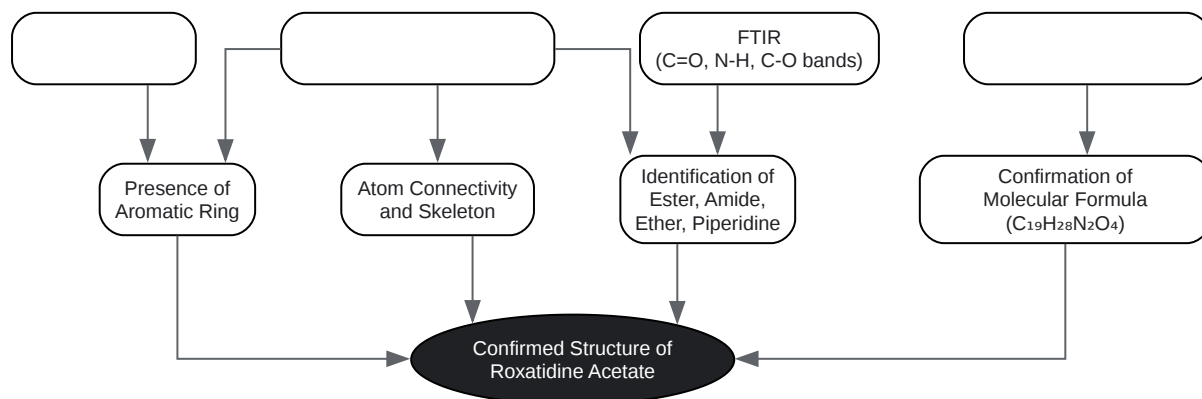 FTIR
(C=O, N-H, C-O bands)
Presence of
Aromatic Ring
Atom Connectivity
and Skeleton
Identification of
Ester, Amide,
Ether, Piperidine
Confirmation of
Molecular Formula
(C₁₉H₂₈N₂O₄)
Confirmed Structure of
Roxatidine Acetate